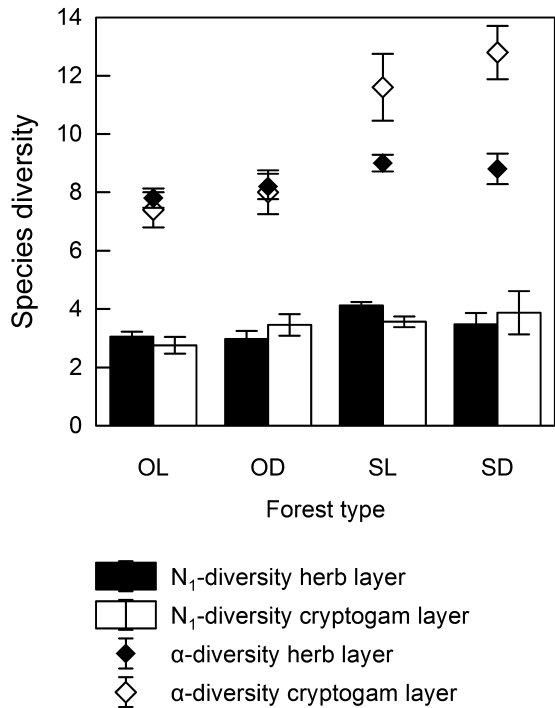 14
12
10
8
6
4
2
0
Species diversity
OL OD SL SD
Forest type
N₁-diversity herb layer
N₁-diversity cryptogam layer
α-diversity herb layer
α-diversity cryptogam layer